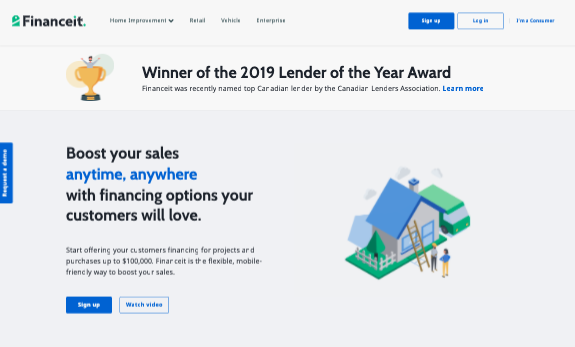 Financeit.
Home Improvement Retail Vehicle Enterprise Sign up Log in I'm a Consumer
Winner of the 2019 Lender of the Year Award
Financeit was recently named top Canadian lender by the Canadian Lenders Association. Learn more
Request a demo
Boost your sales
anytime, anywhere
with financing options your
customers will love.
Start offering your customers financing for projects and
purchases up to $100,000. Financeit is the flexible, mobile-
friendly way to boost your sales.
Sign up Watch video